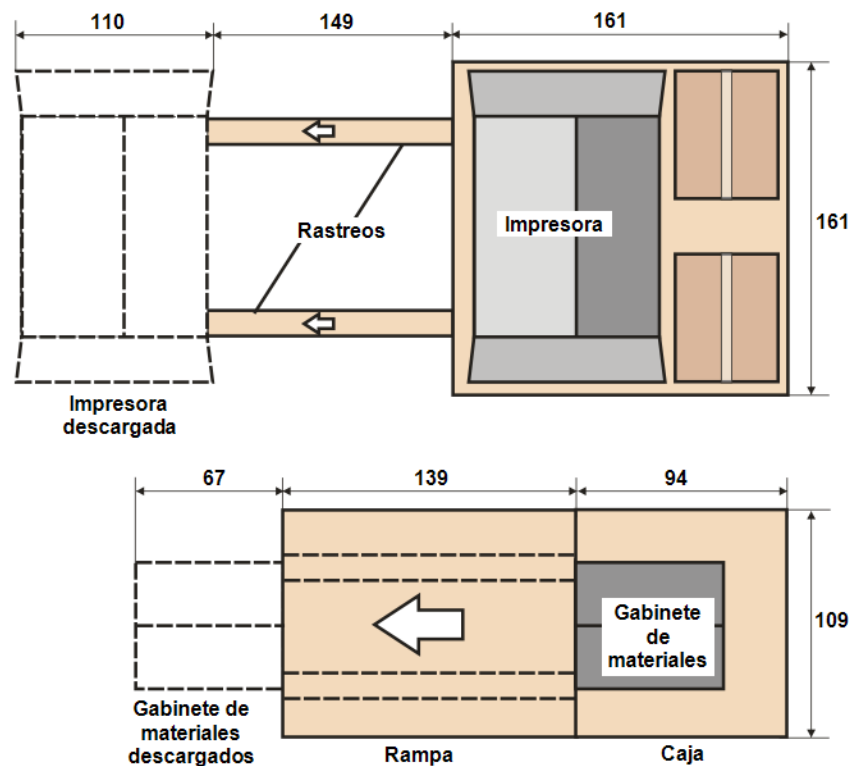 110 149 161
Rastreos
Impresora
161
Impresora
descargada
67 139 94
Gabinete
de
materiales
109
Gabinete de
materiales
descargados
Rampa
Caja